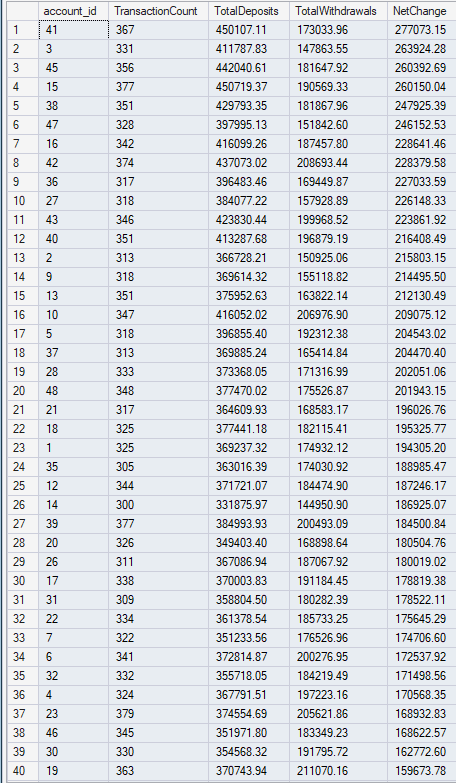 account_id TransactionCount TotalDeposits TotalWithdrawals NetChange
1 41 367 450107.11 173033.96 277073.15
2 3 331 411787.83 147863.55 263924.28
3 45 356 442040.61 181647.92 260392.69
4 15 377 450719.37 190569.33 260150.04
5 38 351 429793.35 181867.96 247925.39
6 47 328 397995.13 151842.60 246152.53
7 16 342 416099.26 187457.80 228641.46
8 42 374 437073.02 208693.44 228379.58
9 36 317 396483.46 169449.87 227033.59
10 27 318 384077.22 157928.89 226148.33
11 43 346 423830.44 199968.52 223861.92
12 40 351 413287.68 196879.19 216408.49
13 2 313 366728.21 150925.06 215803.15
14 9 318 369614.32 155118.82 214495.50
15 13 351 375952.63 163822.14 212130.49
16 10 347 416052.02 206976.90 209075.12
17 5 318 396855.40 192312.38 204543.02
18 37 313 369885.24 165414.84 204470.40
19 28 333 373368.05 171316.99 202051.06
20 48 348 377470.02 175526.87 201943.15
21 21 317 364609.93 168583.17 196026.76
22 18 325 377441.18 182115.41 195325.77
23 1 325 369237.32 174932.12 194305.20
24 35 305 363016.39 174030.92 188985.47
25 12 344 371721.07 184474.90 187246.17
26 14 300 331875.97 144950.90 186925.07
27 39 377 384993.93 200493.09 184500.84
28 20 326 349403.40 168898.64 180504.76
29 26 311 367086.94 187067.92 180019.02
30 17 338 370003.83 191184.45 178819.38
31 31 309 358804.50 180282.39 178522.11
32 22 334 361378.54 185733.25 175645.29
33 7 322 351233.56 176526.96 174706.60
34 6 341 372814.87 200276.95 172537.92
35 32 332 355718.05 184219.49 171498.56
36 4 324 367791.51 197223.16 170568.35
37 23 379 374554.69 205621.86 168932.83
38 46 345 351971.80 183349.23 168622.57
39 30 330 354568.32 191795.72 162772.60
40 19 363 370743.94 211070.16 159673.78